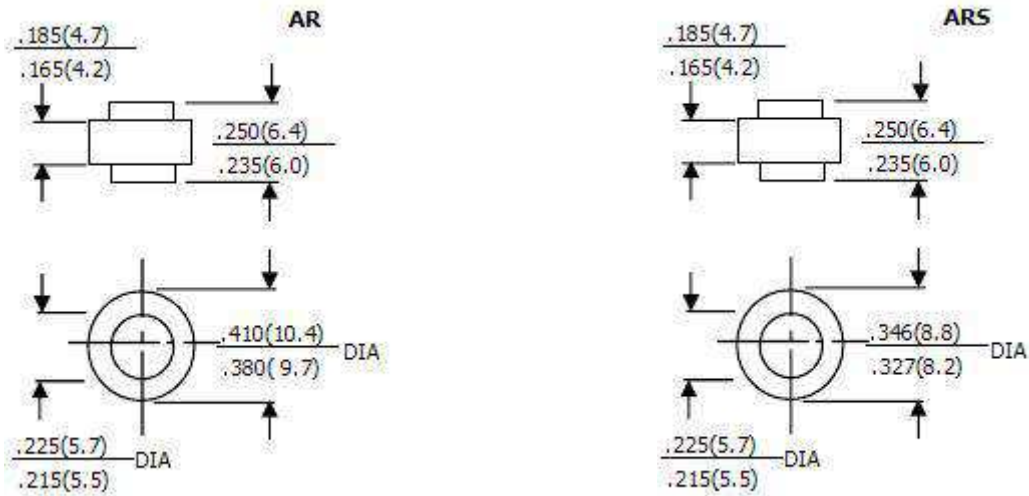 AR
.185(4.7)
.165(4.2)
.250(6.4)
.235(6.0)
.410(10.4)
DIA
.380( 9.7)
.225(5.7)
DIA
.215(5.5)
ARS
.185(4.7)
.165(4.2)
.250(6.4)
.235(6.0)
.346(8.8)
DIA
.327(8.2)
.225(5.7)
DIA
.215(5.5)